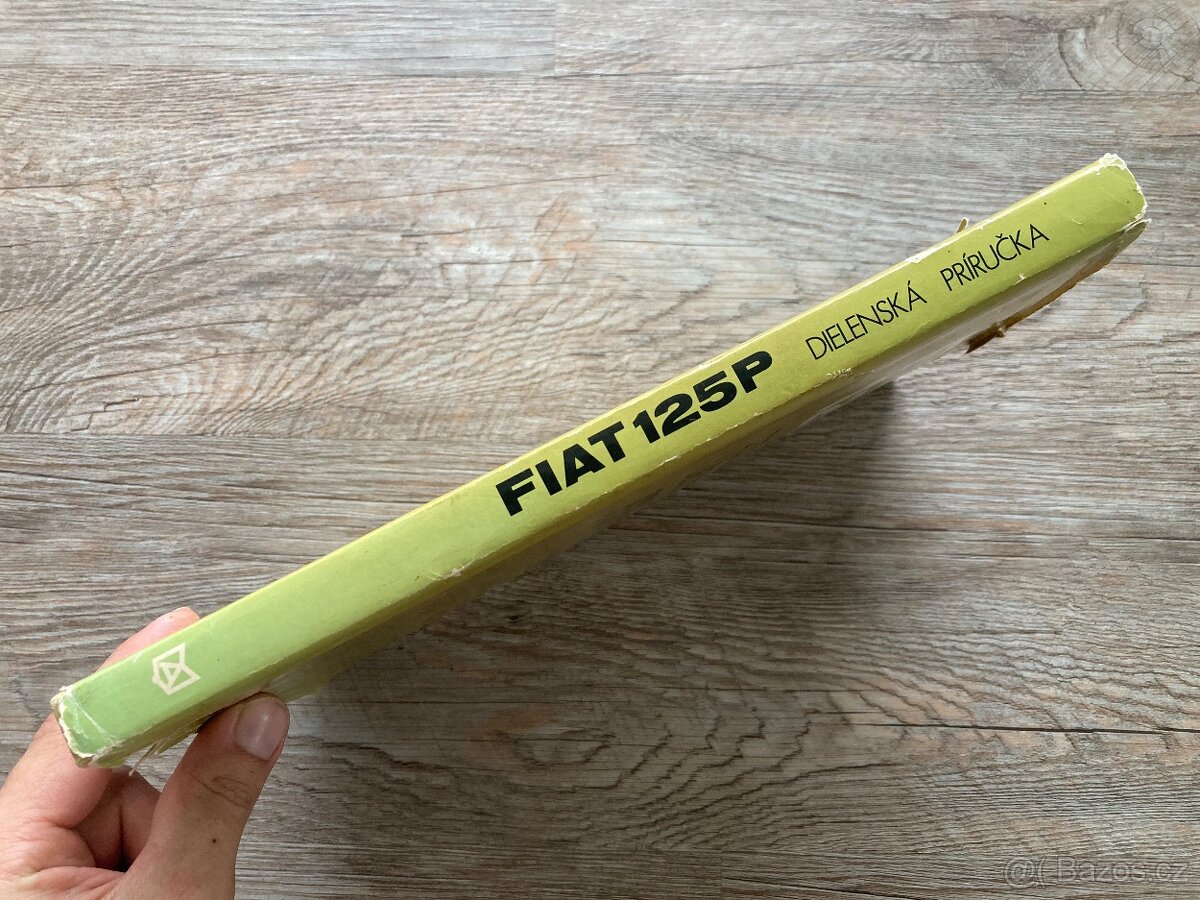 FIAT 125P DIELENSKÁ PRÍRUČKA
Bazos.cz